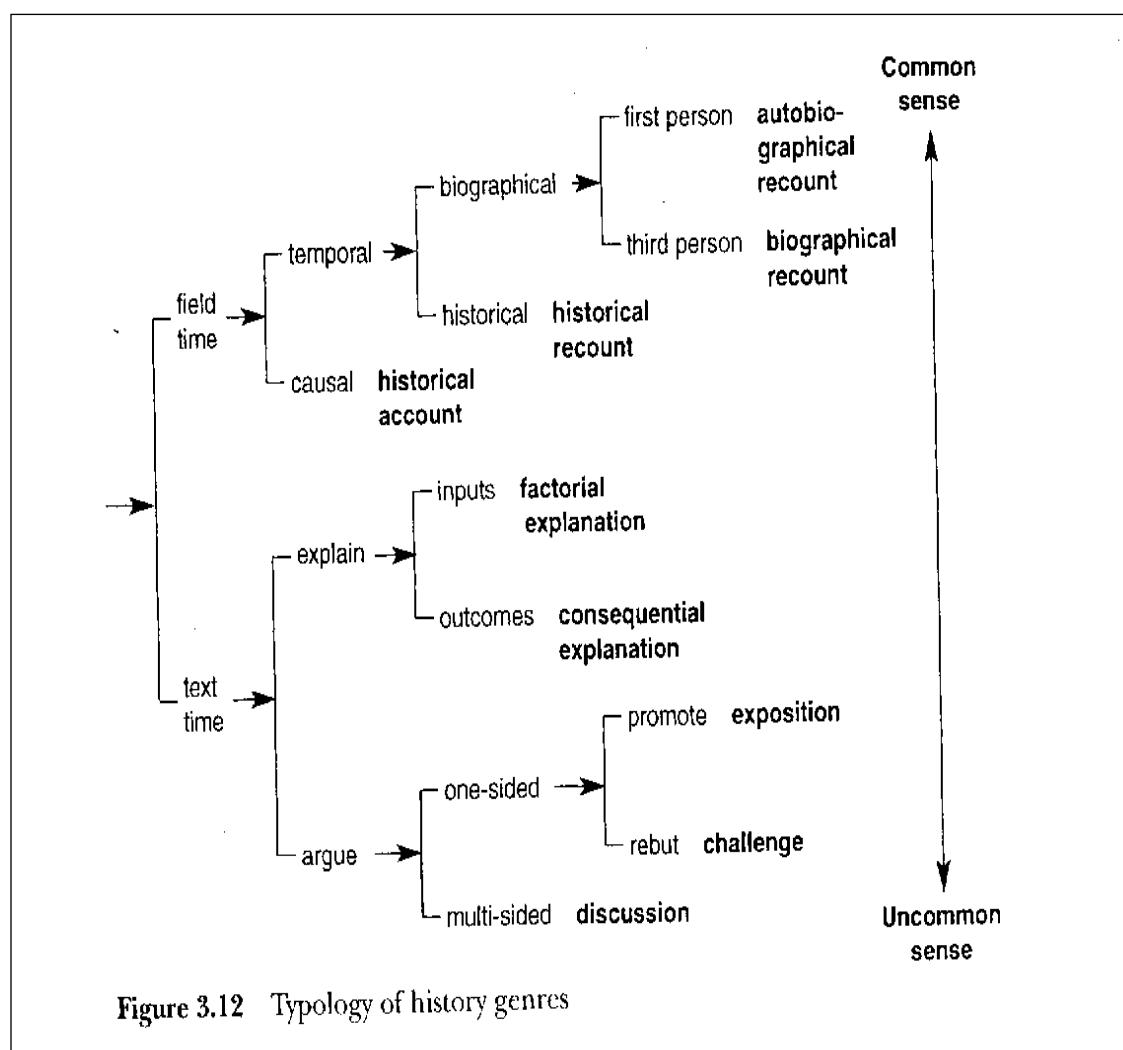 Common
sense
first person autobio-
graphical
recount
biographical
third person biographical
recount
temporal
field
time
historical historical
recount
causal historical
account
inputs factorial
explanation
explain
outcomes consequential
explanation
text
time
promote exposition
one-sided
rebut challenge
argue
multi-sided discussion
Uncommon
sense
Figure 3.12 Typology of history genres